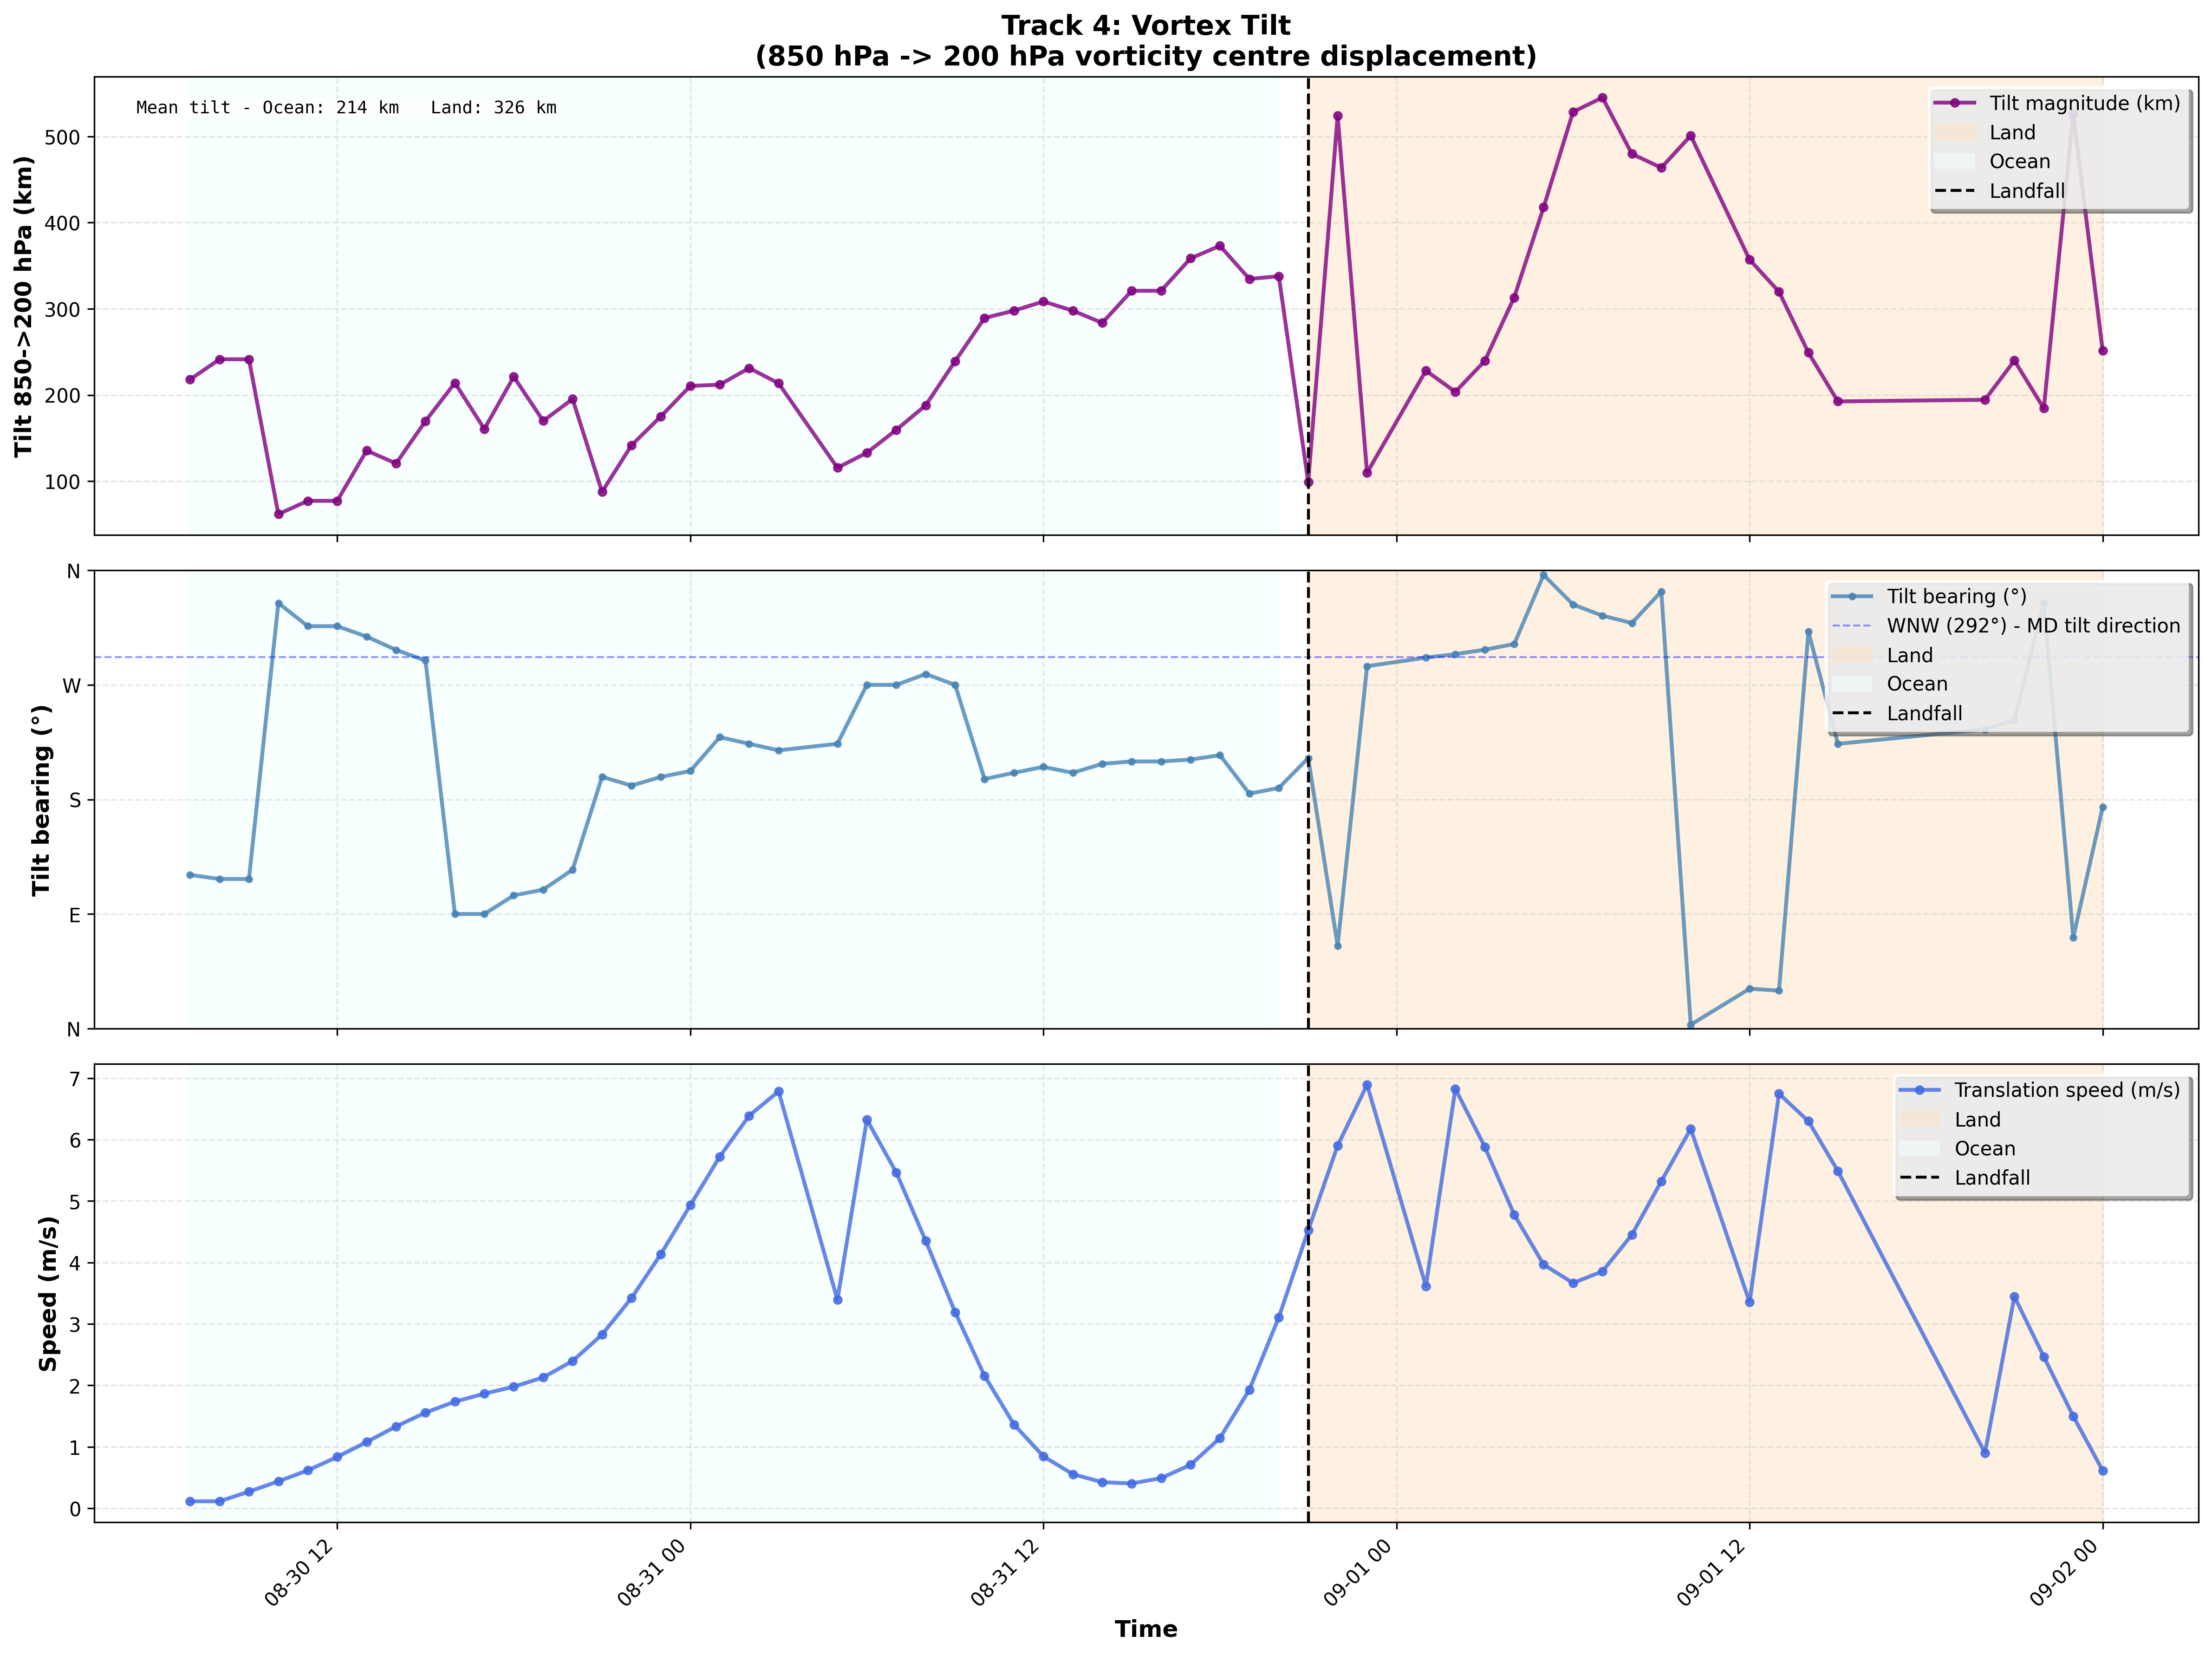 Track 4: Vortex Tilt
(850 hPa -> 200 hPa vorticity centre displacement)
Tilt 850->200 hPa (km)
500
400
300
200
100
Mean tilt - Ocean: 214 km   Land: 326 km
Tilt magnitude (km)
Land
Ocean
Landfall
Tilt bearing (°)
N
W
S
E
N
Tilt bearing (°)
WNW (292°) - MD tilt direction
Land
Ocean
Landfall
Speed (m/s)
7
6
5
4
3
2
1
0
Translation speed (m/s)
Land
Ocean
Landfall
08-30 12
08-31 00
08-31 12
09-01 00
09-01 12
09-02 00
Time